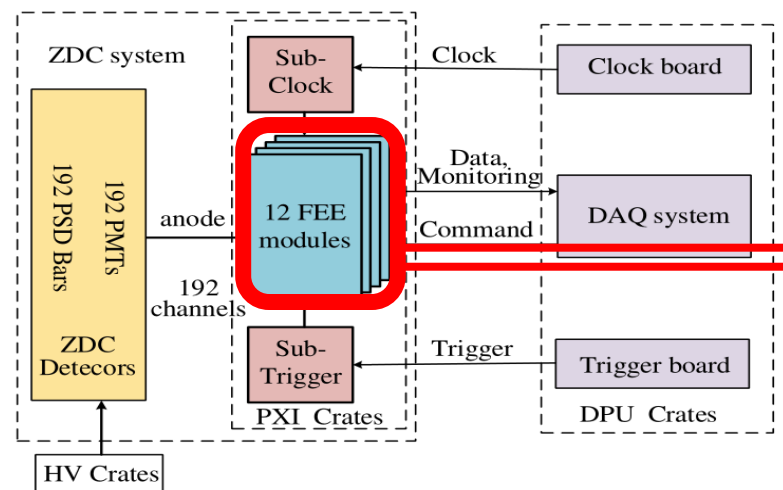 ZDC system
192 PSD Bars
192 PMTs
ZDC
Detecors
HV Crates
anode
192
channels
Sub-
Clock
12 FEE
modules
Sub-
Trigger
PXI Crates
Clock
Data,
Monitoring
Command
Trigger
Clock board
DAQ system
Trigger board
DPU Crates